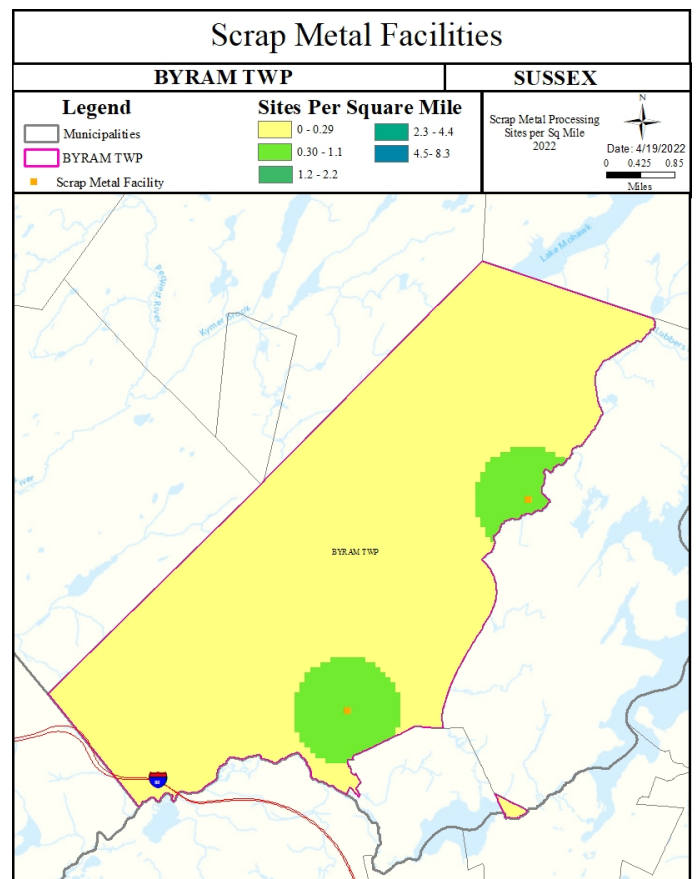 Scrap Metal Facilities
BYRAM TWP
SUSSEX
Legend
Municipalities
BYRAM TWP
Scrap Metal Facility
Sites Per Square Mile
0 - 0.29
0.30 - 1.1
1.2 - 2.2
2.3 - 4.4
4.5- 8.3
Scrap Metal Processing
Sites per Sq Mile
2022
N
Date: 4/19/2022
0 0.425 0.85
Miles
Lake Mohawk
Kymer Brook
Lubbers
BYRAM TWP